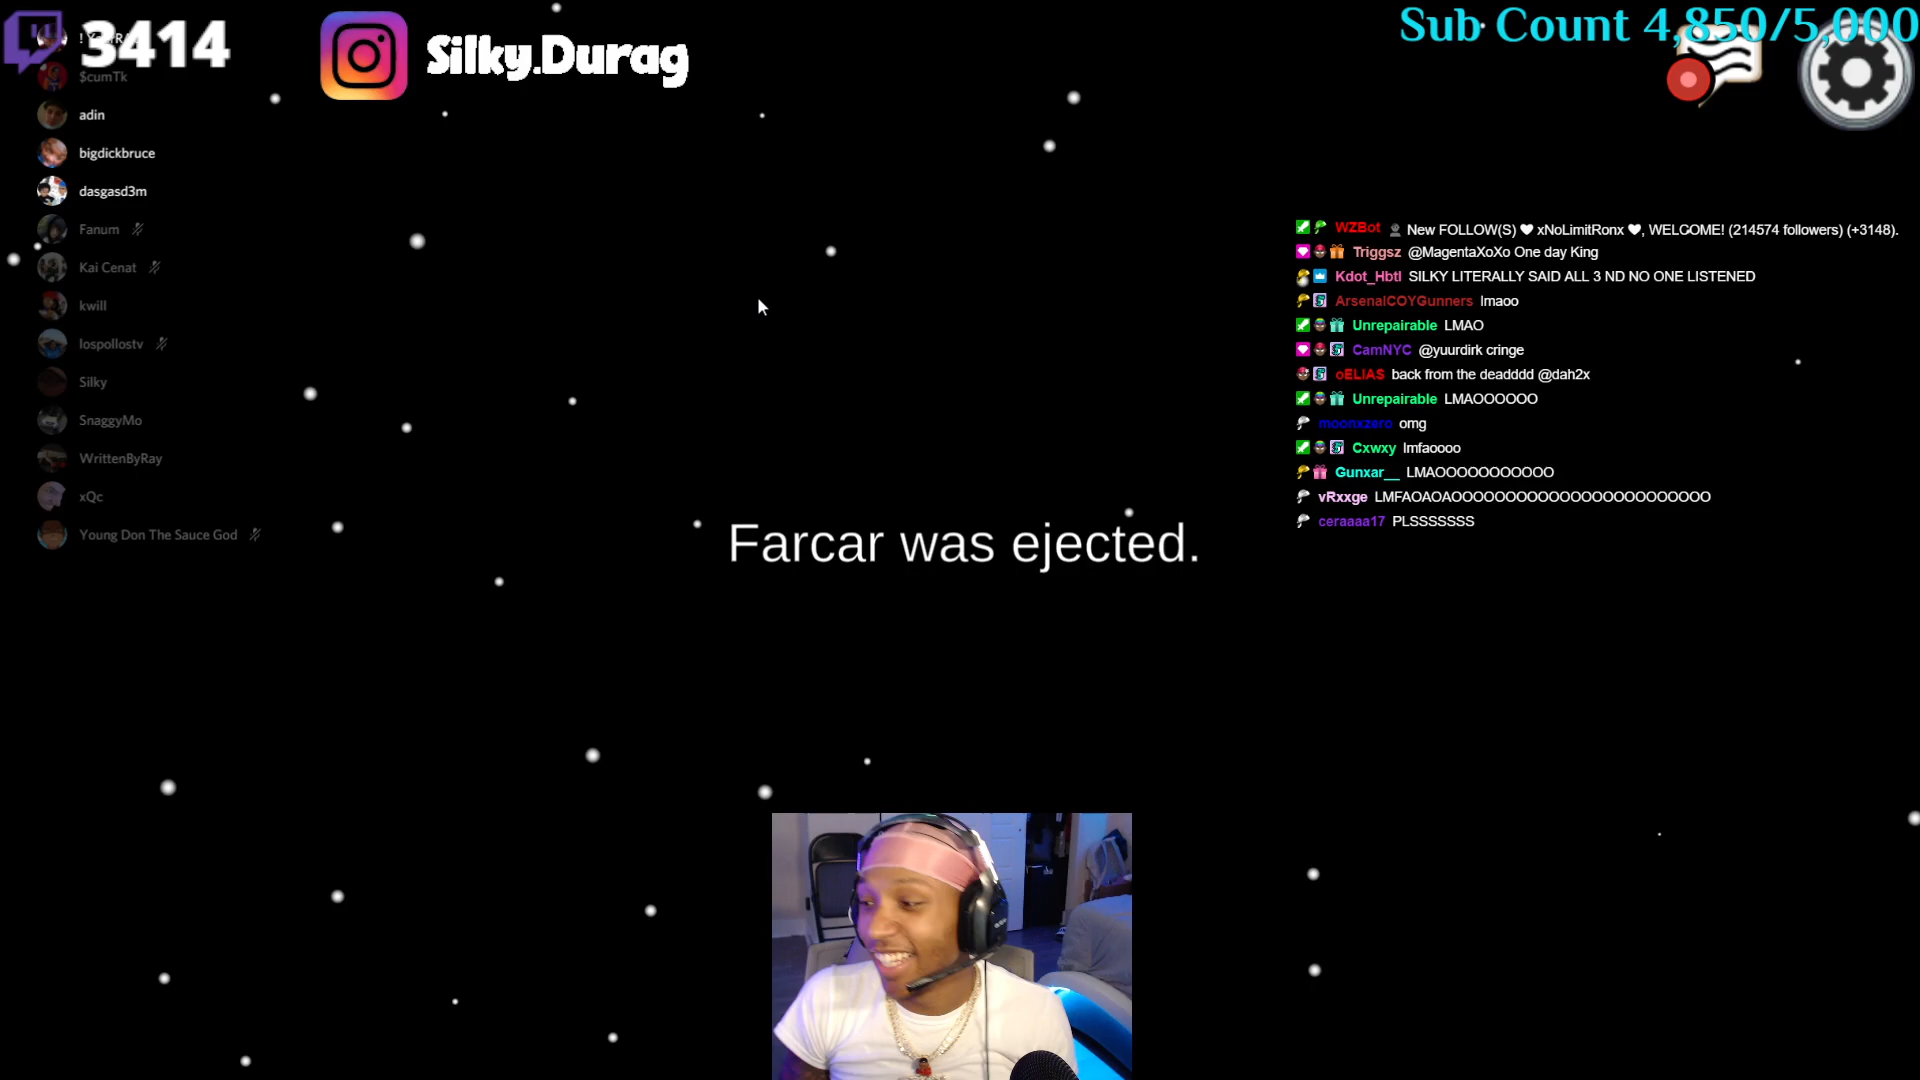 3414
Silky.Durag
Sub Count 4,850/5,000
$cumTk
adin
bigdickbruce
dasgasd3m
Fanum
Kai Cenat
kwill
lospollostv
Silky
SnaggyMo
WrittenByRay
xQc
Young Don The Sauce God
WZBot New FOLLOW(S) ♥ xNoLimitRonx ♥, WELCOME! (214574 followers) (+3148).
Triggsz @MagentaXoXo One day King
Kdot_Hbtl SILKY LITERALLY SAID ALL 3 ND NO ONE LISTENED
ArsenalCOYGunners lmaoo
Unrepairable LMAO
CamNYC @yuurdirk cringe
oELIAS back from the deadddd @dah2x
Unrepairable LMAOOOOOO
moonxzero omg
Cxwxy lmfaoooo
Gunxar__ LMAOOOOOOOOOOO
vRxxge LMFAOAOAOOOOOOOOOOOOOOOOOOOOOOOO
ceraaaa17 PLSSSSSSS
Farcar was ejected.